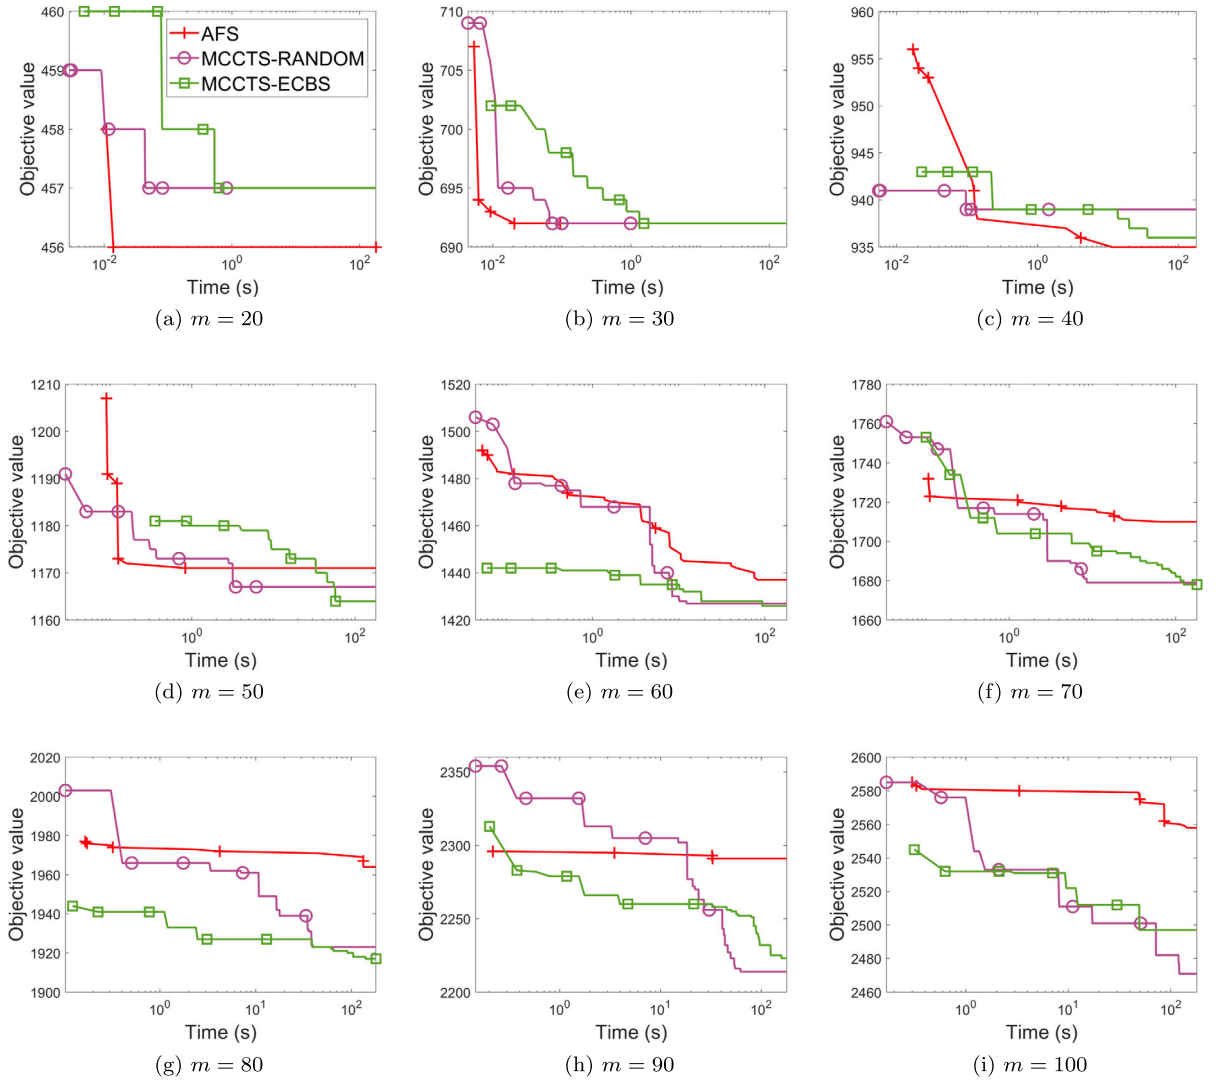 460
459
458
457
456
Objective value
AFS
MCCTS-RANDOM
MCCTS-ECBS
10^-2
10^0
10^2
Time (s)
(a) m = 20
710
705
700
695
690
Objective value
10^-2
10^0
10^2
Time (s)
(b) m = 30
960
955
950
945
940
935
Objective value
10^-2
10^0
10^2
Time (s)
(c) m = 40
1210
1200
1190
1180
1170
1160
Objective value
10^0
10^2
Time (s)
(d) m = 50
1520
1500
1480
1460
1440
1420
Objective value
10^0
10^1
10^2
Time (s)
(e) m = 60
1780
1760
1740
1720
1700
1680
1660
Objective value
10^0
10^1
10^2
Time (s)
(f) m = 70
2020
2000
1980
1960
1940
1920
1900
Objective value
10^0
10^1
10^2
Time (s)
(g) m = 80
2350
2300
2250
2200
Objective value
10^0
10^1
10^2
Time (s)
(h) m = 90
2600
2580
2560
2540
2520
2500
2480
2460
Objective value
10^0
10^1
10^2
Time (s)
(i) m = 100